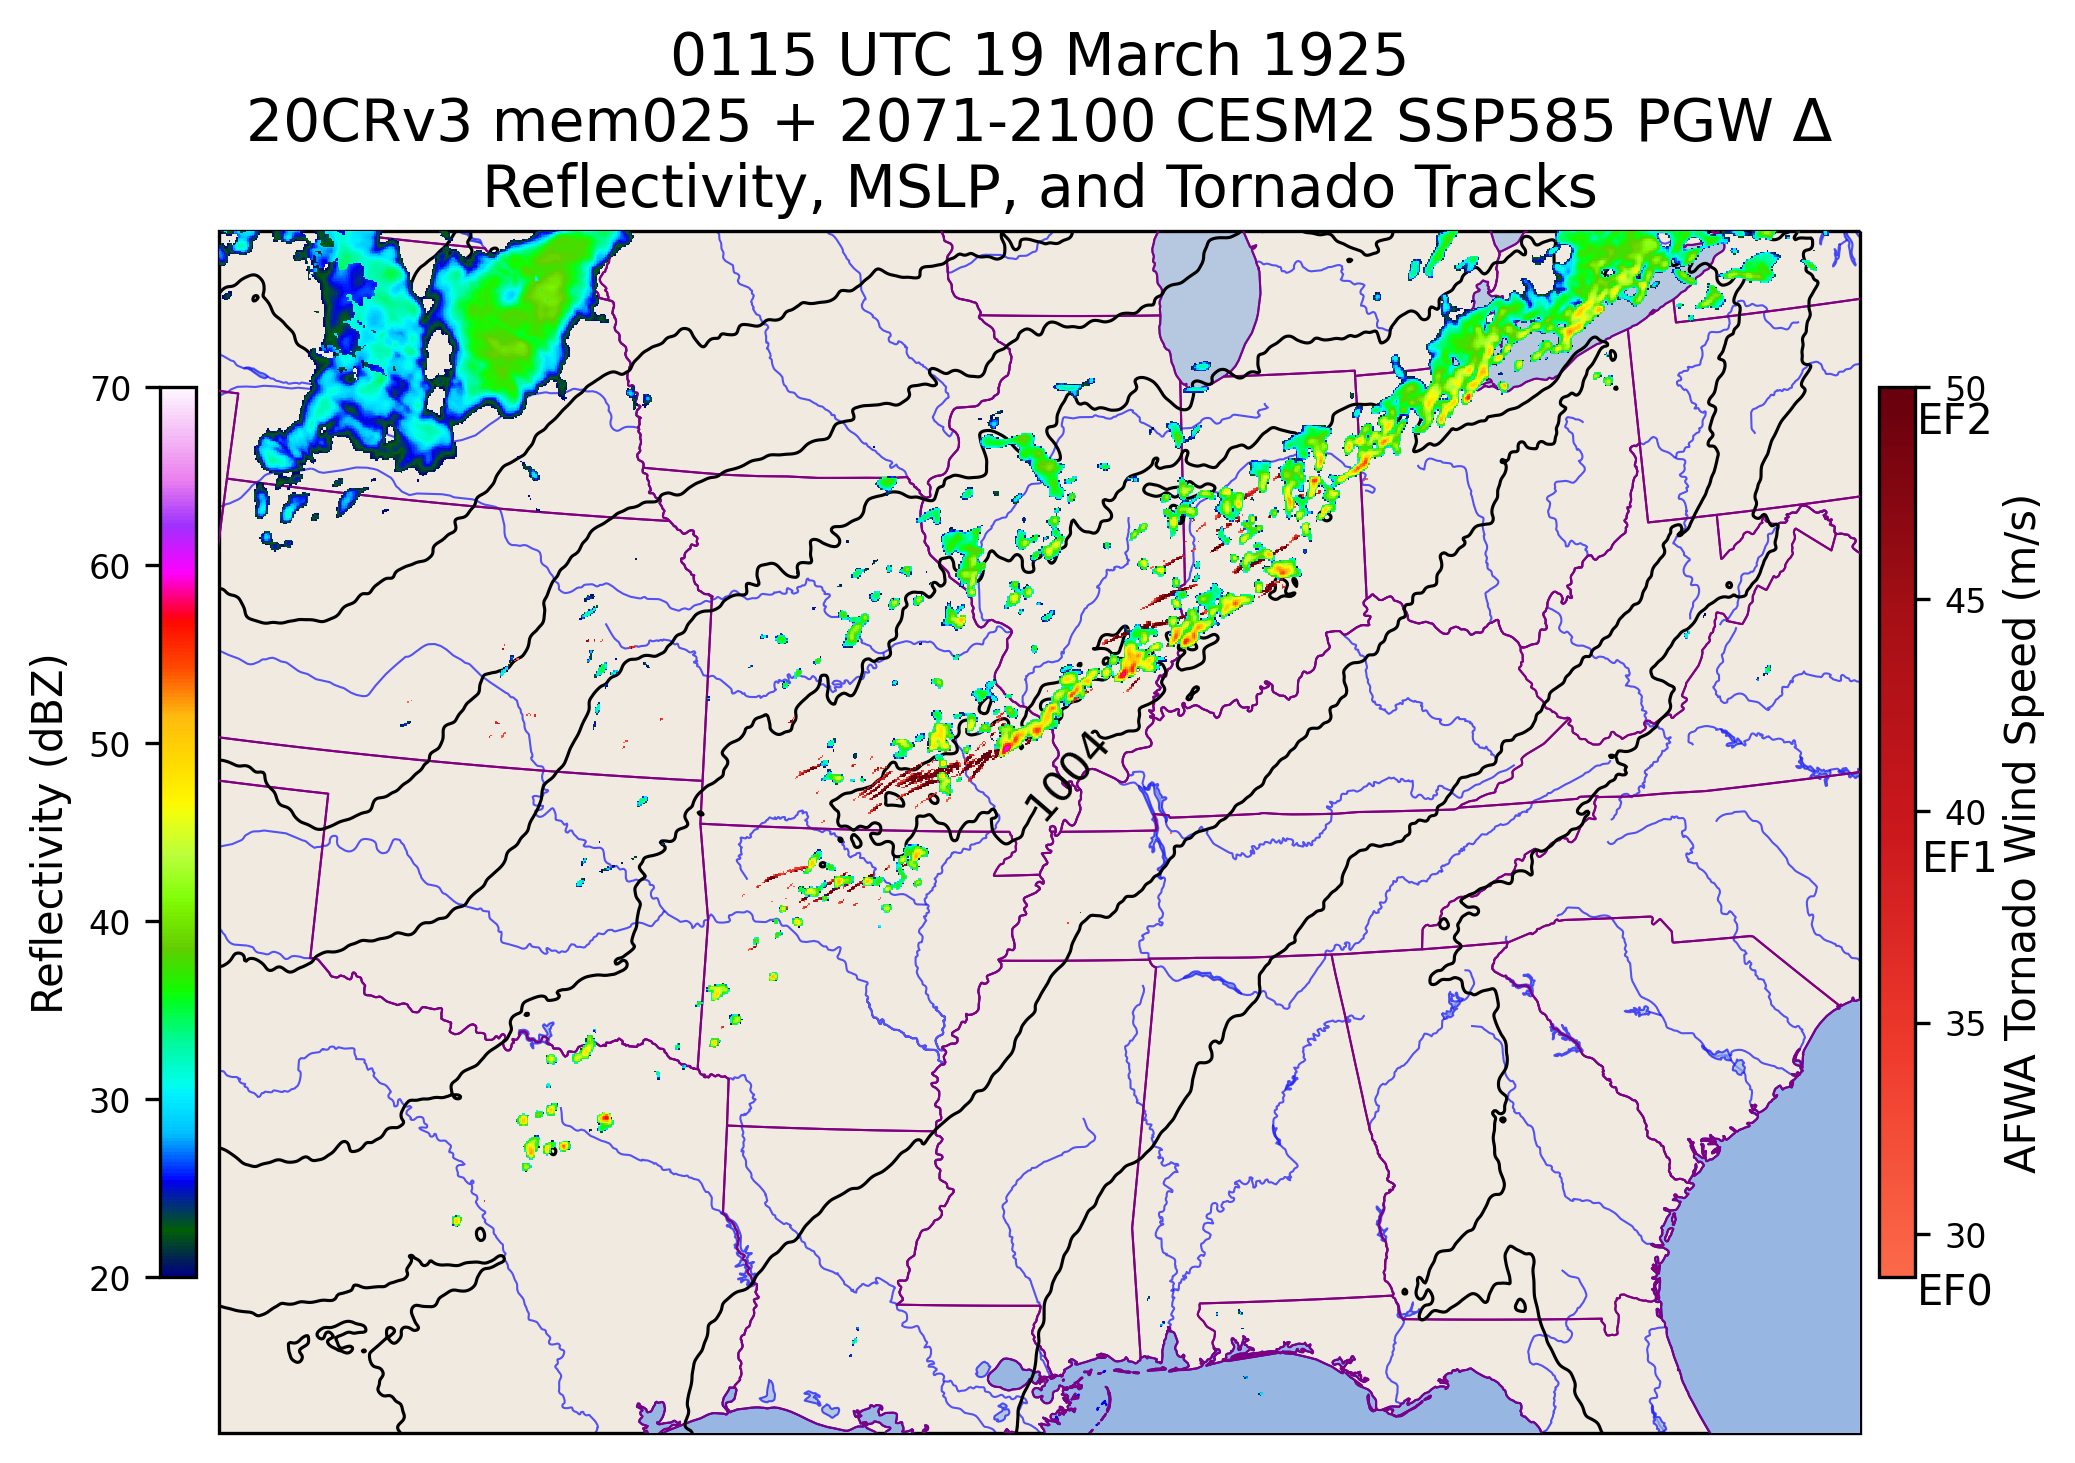 0115 UTC 19 March 1925
20CRv3 mem025 + 2071-2100 CESM2 SSP585 PGW Δ
Reflectivity, MSLP, and Tornado Tracks
70
60
50
40
30
20
Reflectivity (dBZ)
1004
50
EF2
45
40
EF1
35
30
EF0
AFWA Tornado Wind Speed (m/s)